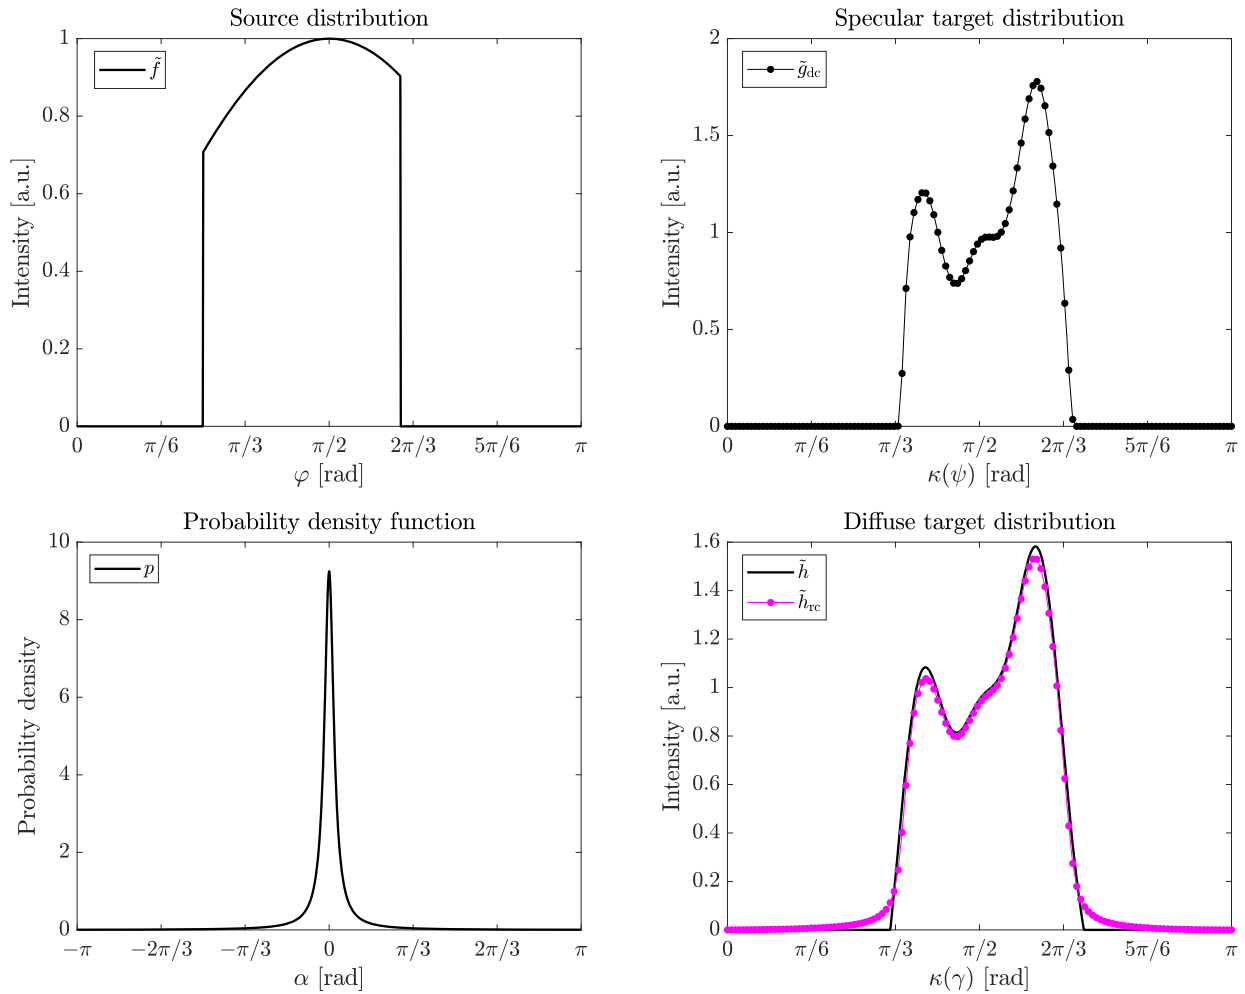 Source distribution
1
0.8
0.6
0.4
0.2
0
Intensity [a.u.]
f̃
0 π/6 π/3 π/2 2π/3 5π/6 π
φ [rad]
Specular target distribution
2
1.5
1
0.5
0
Intensity [a.u.]
g̃dc
0 π/6 π/3 π/2 2π/3 5π/6 π
κ(ψ) [rad]
Probability density function
10
8
6
4
2
0
Probability density
p
−π −2π/3 −π/3 0 π/3 2π/3 π
α [rad]
Diffuse target distribution
1.6
1.4
1.2
1
0.8
0.6
0.4
0.2
0
Intensity [a.u.]
h̃
h̃rc
0 π/6 π/3 π/2 2π/3 5π/6 π
κ(γ) [rad]